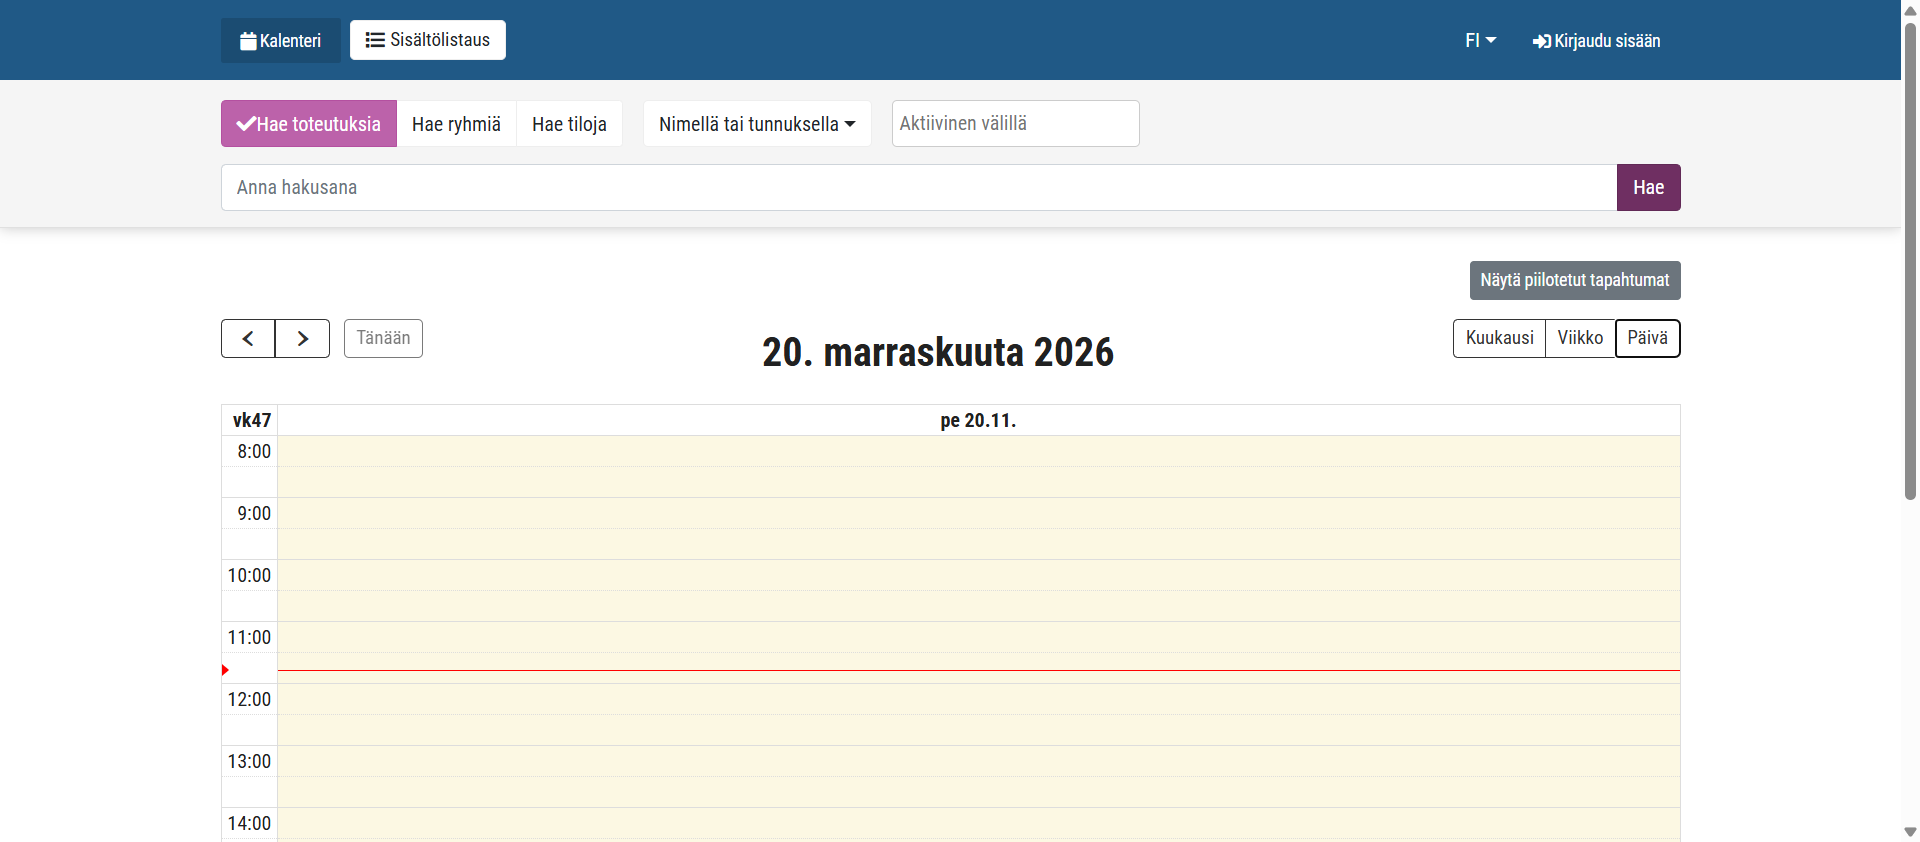 Kalenteri Sisältölistaus FI Kirjaudu sisään
Hae toteutuksia Hae ryhmiä Hae tiloja Nimellä tai tunnuksella Aktiivinen välillä
Anna hakusana Hae
Näytä piilotetut tapahtumat
Tänään 20. marraskuuta 2026 Kuukausi Viikko Päivä
vk47 pe 20.11.
8:00
9:00
10:00
11:00
12:00
13:00
14:00